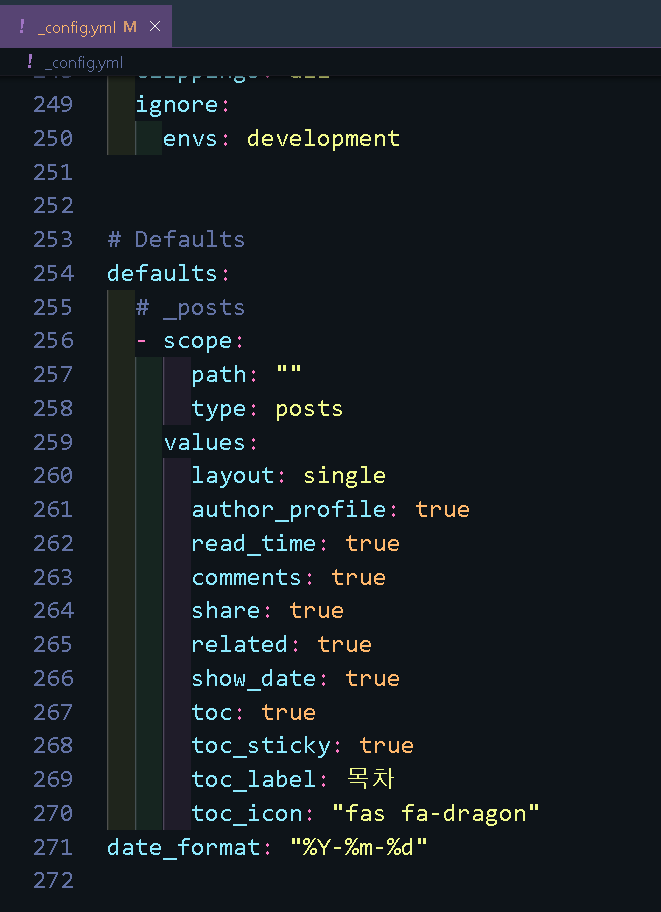 ! _config.yml M ×
! _config.yml
249 ignore:
250 envs: development
251
252
253 # Defaults
254 defaults:
255 # _posts
256 - scope:
257 path: ""
258 type: posts
259 values:
260 layout: single
261 author_profile: true
262 read_time: true
263 comments: true
264 share: true
265 related: true
266 show_date: true
267 toc: true
268 toc_sticky: true
269 toc_label: 목차
270 toc_icon: "fas fa-dragon"
271 date_format: "%Y-%m-%d"
272